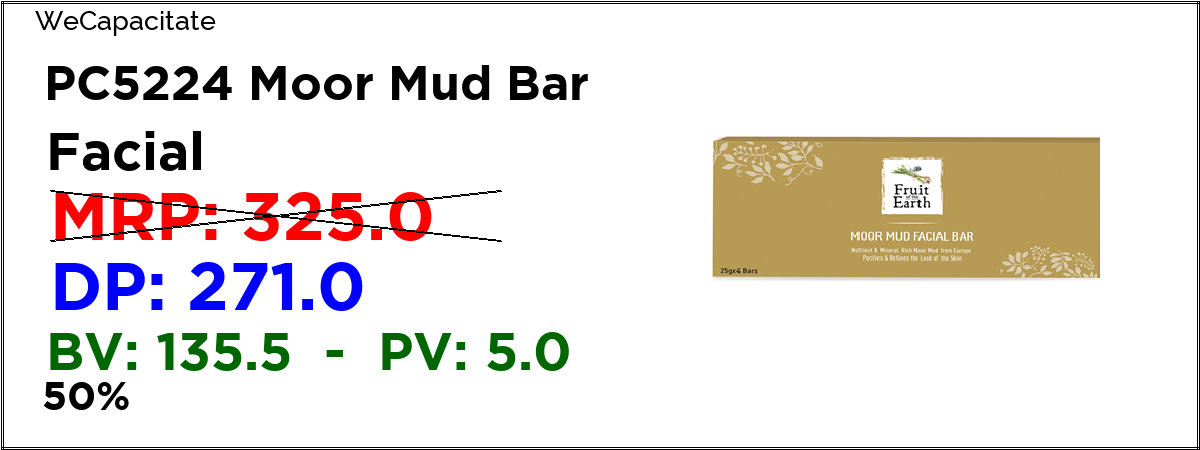 WeCapacitate
PC5224 Moor Mud Bar
Facial
MRP: 325.0
DP: 271.0
BV: 135.5 - PV: 5.0
50%
Fruit
of the
Earth
MOOR MUD FACIAL BAR
Nutrient & Mineral Rich Moor Mud from Europe
Purifies & Refines the Look of the Skin
25gx4 Bars